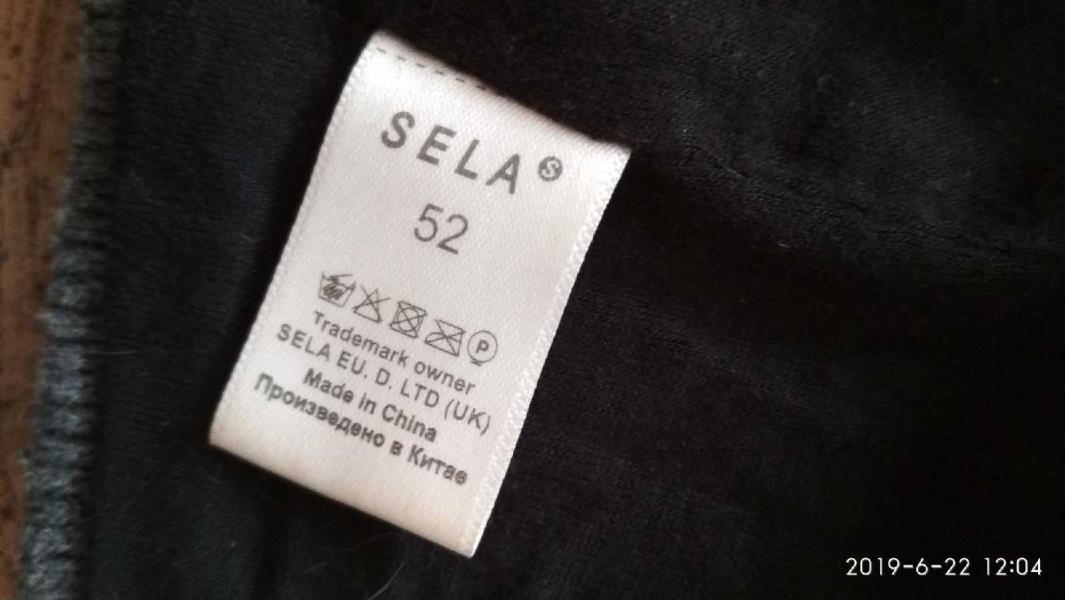 SELA Ⓢ
52
P
Trademark owner
SELA EU. D. LTD (UK)
Made in China
Произведено в Китае
2019-6-22 12:04